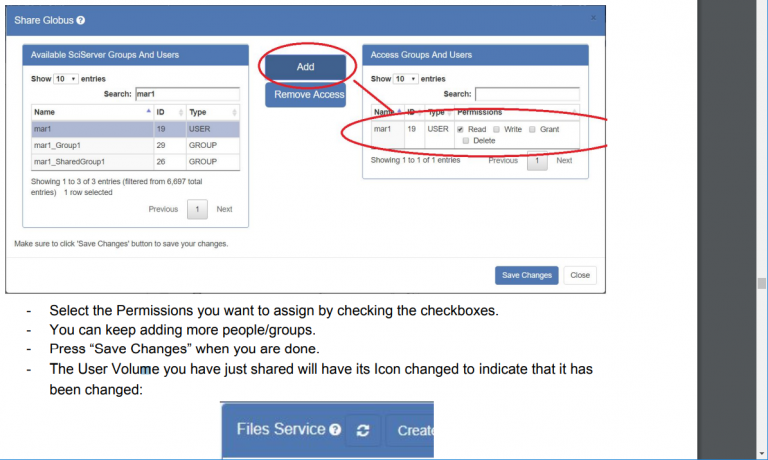 Share Globus ?
×
Available SciServer Groups And Users
Show 10 entries
Search: mar1
Name ID Type
mar1 19 USER
mar1_Group1 29 GROUP
mar1_SharedGroup1 26 GROUP
Showing 1 to 3 of 3 entries (filtered from 6,697 total
entries) 1 row selected
Previous 1 Next
Add
Remove Access
Access Groups And Users
Show 10 entries
Search:
Name ID Type Permissions
mar1 19 USER Read Write Grant
Delete
Showing 1 to 1 of 1 entries Previous 1 Next
Make sure to click 'Save Changes' button to save your changes.
Save Changes Close
- Select the Permissions you want to assign by checking the checkboxes.
- You can keep adding more people/groups.
- Press “Save Changes” when you are done.
- The User Volume you have just shared will have its Icon changed to indicate that it has
been changed:
Files Service ? Create